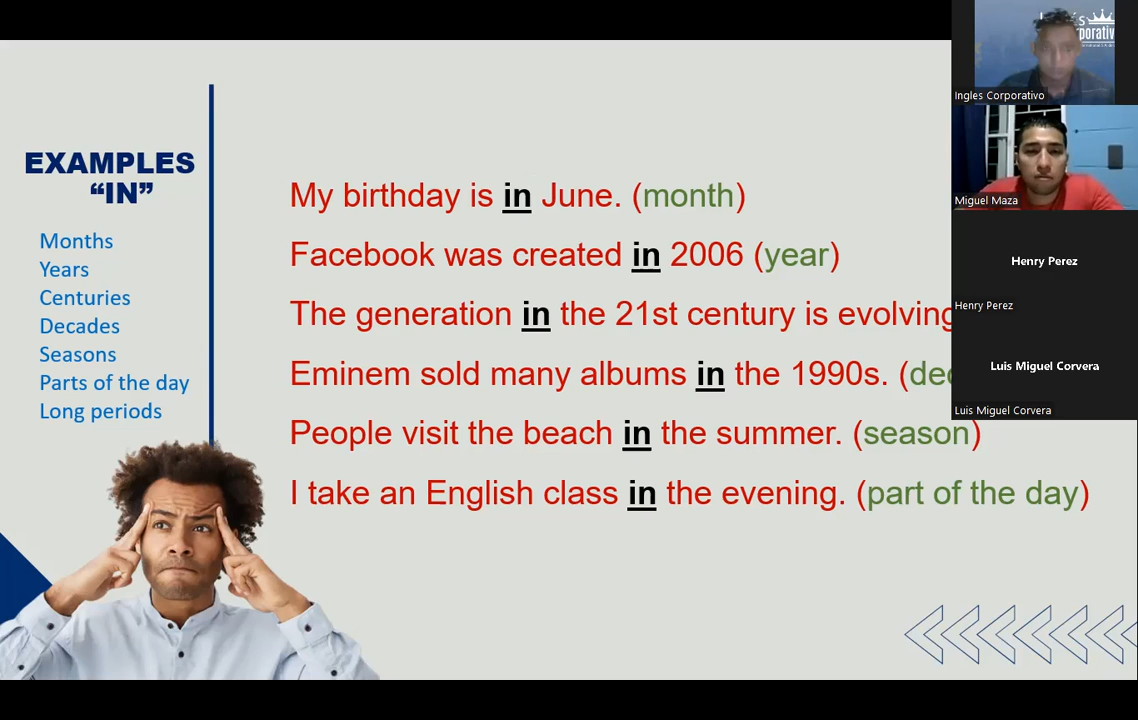 EXAMPLES
“IN”
Months
Years
Centuries
Decades
Seasons
Parts of the day
Long periods
My birthday is in June. (month)
Facebook was created in 2006 (year)
The generation in the 21st century is evolving
Eminem sold many albums in the 1990s. (dec
People visit the beach in the summer. (season)
I take an English class in the evening. (part of the day)
Ingles Corporativo
Miguel Maza
Henry Perez
Henry Perez
Luis Miguel Corvera
Luis Miguel Corvera